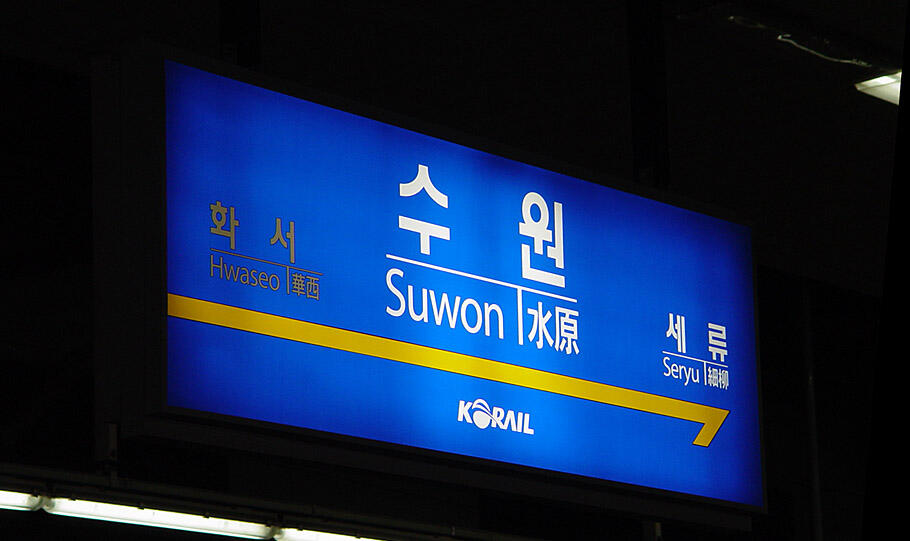 화서
Hwaseo 華西
수원
Suwon 水原
세류
Seryu 細柳
KORAIL